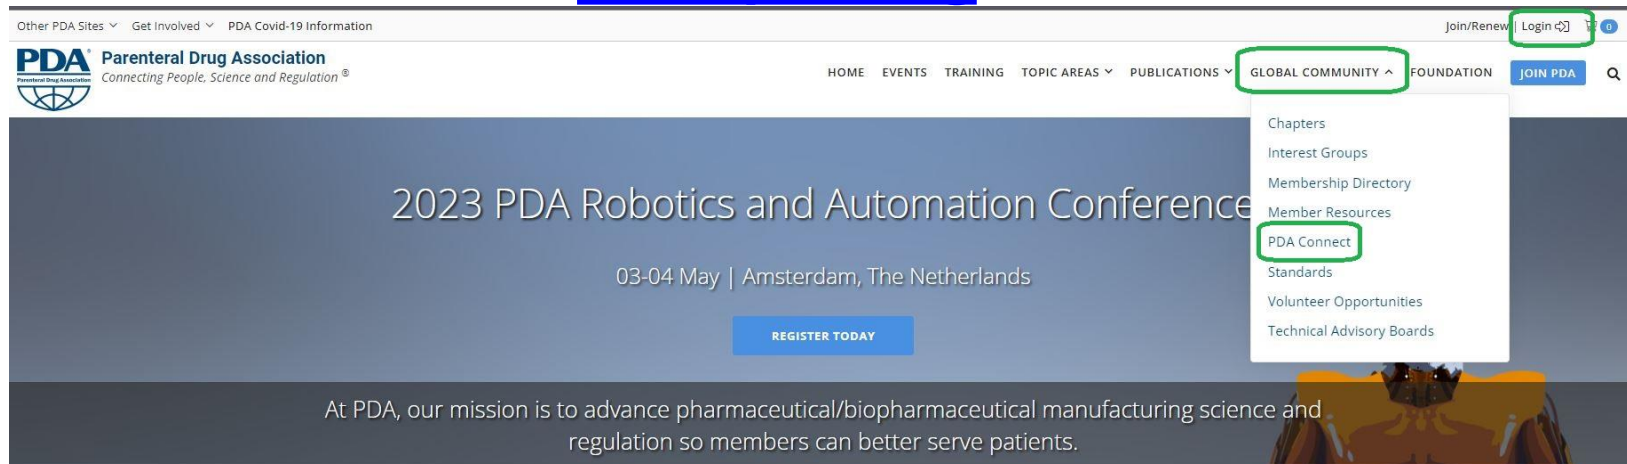 Other PDA Sites Get Involved PDA Covid-19 Information Join/Renew | Login 0
PDA Parenteral Drug Association
Parenteral Drug Association
Connecting People, Science and Regulation ®
HOME EVENTS TRAINING TOPIC AREAS PUBLICATIONS GLOBAL COMMUNITY FOUNDATION JOIN PDA
Chapters
Interest Groups
Membership Directory
Member Resources
PDA Connect
Standards
Volunteer Opportunities
Technical Advisory Boards
2023 PDA Robotics and Automation Conference
03-04 May | Amsterdam, The Netherlands
REGISTER TODAY
At PDA, our mission is to advance pharmaceutical/biopharmaceutical manufacturing science and
regulation so members can better serve patients.